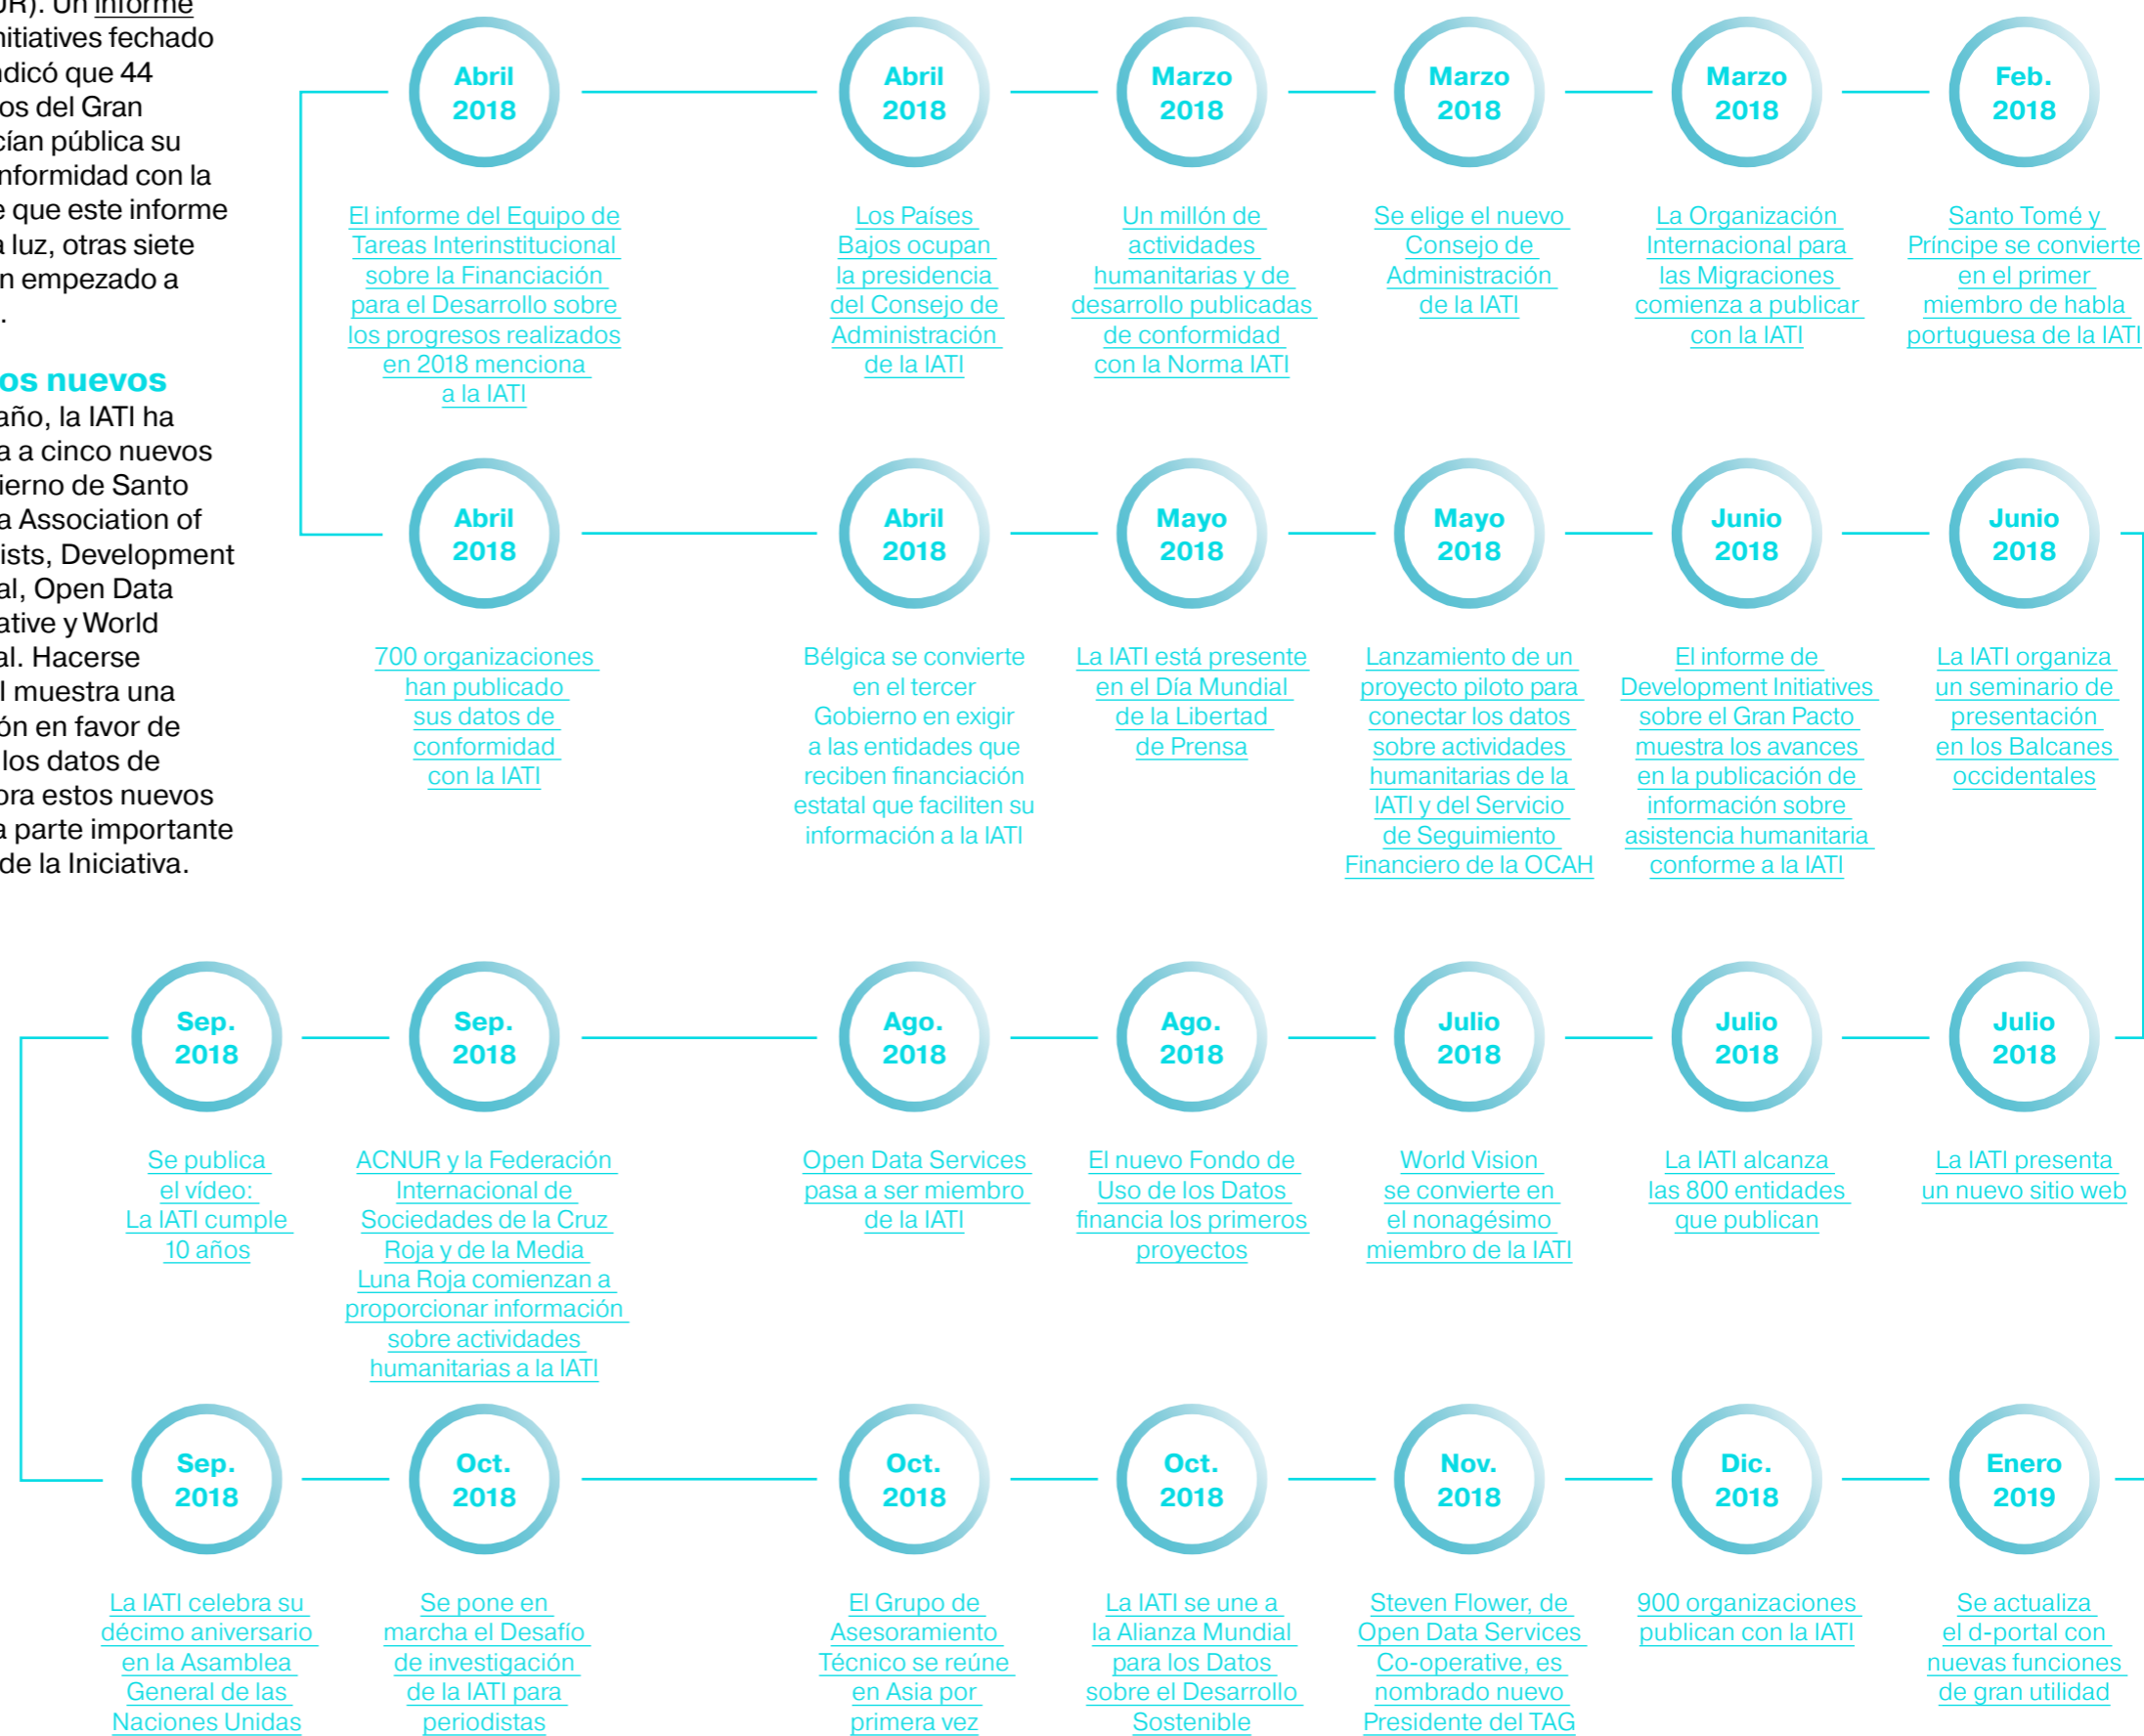 UR). Un informe
nitiatives fechado
ndicó que 44
os del Gran
cían pública su
nformidad con la
e que este informe
a luz, otras siete
n empezado a
.
os nuevos
año, la IATI ha
a a cinco nuevos
ierno de Santo
a Association of
ists, Development
al, Open Data
ative y World
al. Hacerse
I muestra una
ón en favor de
los datos de
ora estos nuevos
a parte importante
de la Iniciativa.
Abril
2018
El informe del Equipo de
Tareas Interinstitucional
sobre la Financiación
para el Desarrollo sobre
los progresos realizados
en 2018 menciona
a la IATI
Abril
2018
Los Países
Bajos ocupan
la presidencia
del Consejo de
Administración
de la IATI
Marzo
2018
Un millón de
actividades
humanitarias y de
desarrollo publicadas
de conformidad
con la Norma IATI
Marzo
2018
Se elige el nuevo
Consejo de
Administración
de la IATI
Marzo
2018
La Organización
Internacional para
las Migraciones
comienza a publicar
con la IATI
Feb.
2018
Santo Tomé y
Príncipe se convierte
en el primer
miembro de habla
portuguesa de la IATI
Abril
2018
700 organizaciones
han publicado
sus datos de
conformidad
con la IATI
Abril
2018
Bélgica se convierte
en el tercer
Gobierno en exigir
a las entidades que
reciben financiación
estatal que faciliten su
información a la IATI
Mayo
2018
La IATI está presente
en el Día Mundial
de la Libertad
de Prensa
Mayo
2018
Lanzamiento de un
proyecto piloto para
conectar los datos
sobre actividades
humanitarias de la
IATI y del Servicio
de Seguimiento
Financiero de la OCAH
Junio
2018
El informe de
Development Initiatives
sobre el Gran Pacto
muestra los avances
en la publicación de
información sobre
asistencia humanitaria
conforme a la IATI
Junio
2018
La IATI organiza
un seminario de
presentación
en los Balcanes
occidentales
Sep.
2018
Se publica
el vídeo:
La IATI cumple
10 años
Sep.
2018
ACNUR y la Federación
Internacional de
Sociedades de la Cruz
Roja y de la Media
Luna Roja comienzan a
proporcionar información
sobre actividades
humanitarias a la IATI
Ago.
2018
Open Data Services
pasa a ser miembro
de la IATI
Ago.
2018
El nuevo Fondo de
Uso de los Datos
financia los primeros
proyectos
Julio
2018
World Vision
se convierte en
el nonagésimo
miembro de la IATI
Julio
2018
La IATI alcanza
las 800 entidades
que publican
Julio
2018
La IATI presenta
un nuevo sitio web
Sep.
2018
La IATI celebra su
décimo aniversario
en la Asamblea
General de las
Naciones Unidas
Oct.
2018
Se pone en
marcha el Desafío
de investigación
de la IATI para
periodistas
Oct.
2018
El Grupo de
Asesoramiento
Técnico se reúne
en Asia por
primera vez
Oct.
2018
La IATI se une a
la Alianza Mundial
para los Datos
sobre el Desarrollo
Sostenible
Nov.
2018
Steven Flower, de
Open Data Services
Co-operative, es
nombrado nuevo
Presidente del TAG
Dic.
2018
900 organizaciones
publican con la IATI
Enero
2019
Se actualiza
el d-portal con
nuevas funciones
de gran utilidad